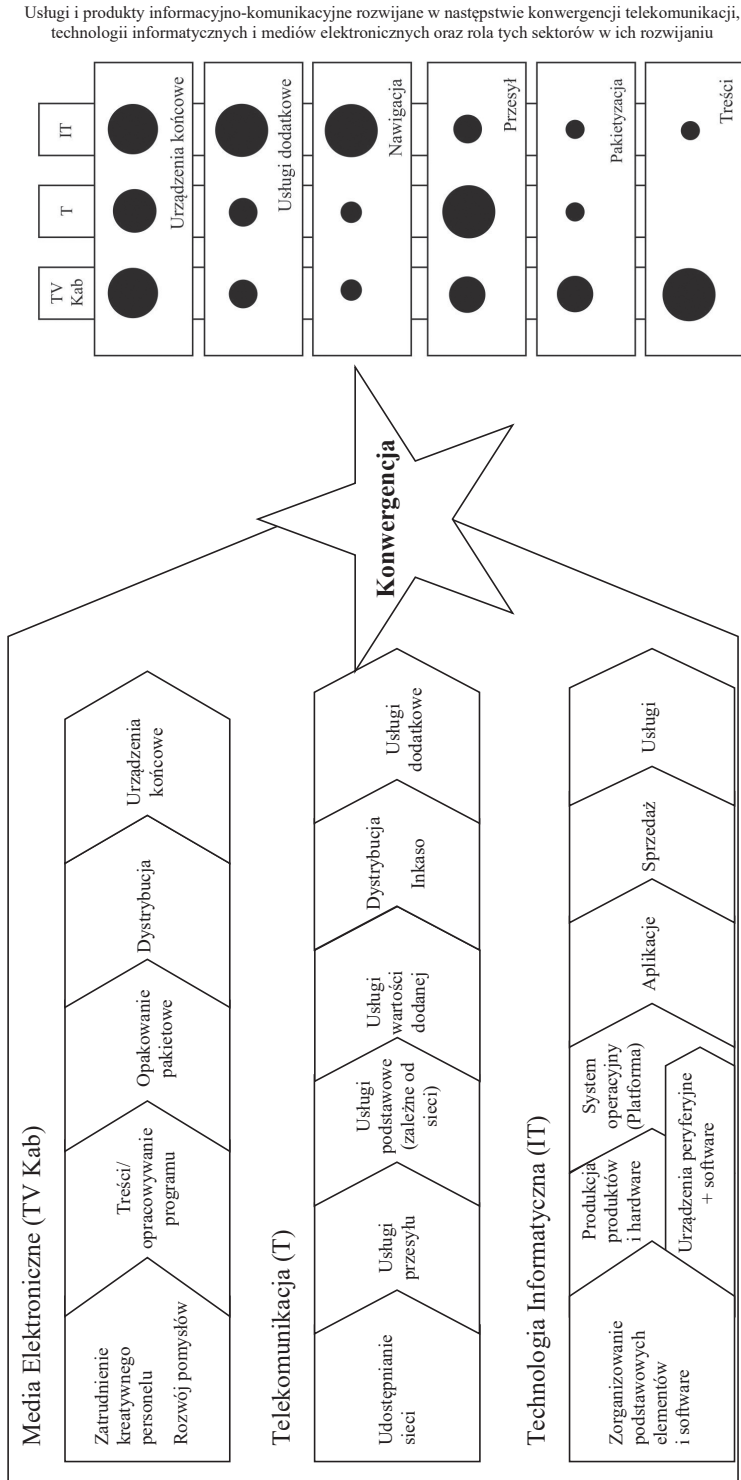 Usługi i produkty informacyjno-komunikacyjne rozwijane w następstwie konwergencji telekomunikacji,
technologii informatycznych i mediów elektronicznych oraz rola tych sektorów w ich rozwijaniu
Media Elektroniczne (TV Kab)
Zatrudnienie
kreatywnego
personelu
Rozwój pomysłów
Treści/
opracowywanie
programu
Opakowanie
pakietowe
Dystrybucja
Urządzenia
końcowe
Telekomunikacja (T)
Udostępnianie
sieci
Usługi
przesyłu
Usługi
podstawowe
(zależne od
sieci)
Usługi
wartości
dodanej
Dystrybucja
Inkaso
Usługi
dodatkowe
Technologia Informatyczna (IT)
Zorganizowanie
podstawowych
elementów
i software
Produkcja
produktów
i hardware
System
operacyjny
(Platforma)
Urządzenia peryferyjne
+ software
Aplikacje
Sprzedaż
Usługi
Konwergencja
TV
Kab
T
IT
Urządzenia końcowe
Usługi dodatkowe
Nawigacja
Przesył
Pakietyzacja
Treści